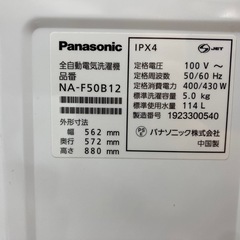 Panasonic
全自動電気洗濯機
品番
NA-F50B12
外形寸法
幅 562 mm
奥行 572 mm
高さ 880 mm
IPX4
JET
定格電圧 100 V~
定格周波数 50/60 Hz
定格消費電力 400/430 W
標準洗濯容量 5.0 kg
標準使用水量 114 L
製造番号 1923300540
パナソニック株式会社
中国製